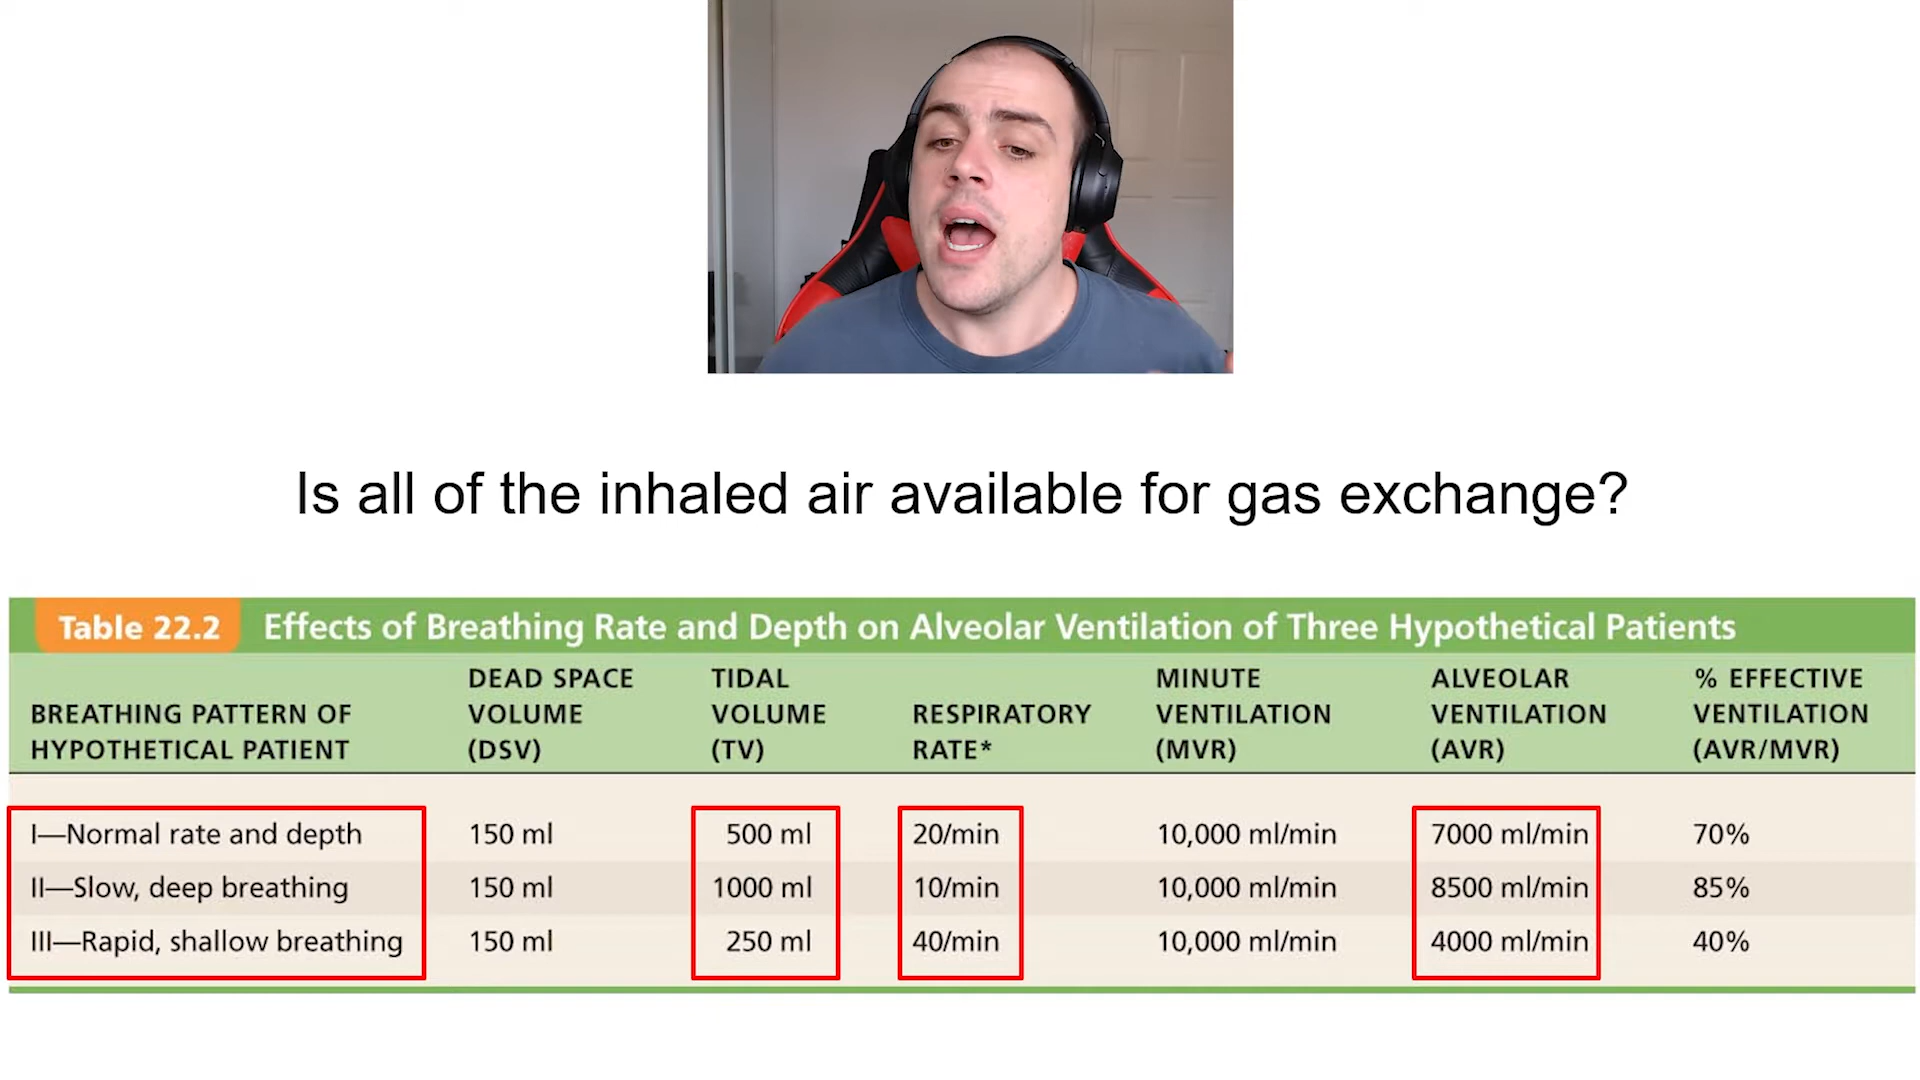 Is all of the inhaled air available for gas exchange?
Table 22.2 Effects of Breathing Rate and Depth on Alveolar Ventilation of Three Hypothetical Patients
BREATHING PATTERN OF HYPOTHETICAL PATIENT DEAD SPACE VOLUME (DSV) TIDAL VOLUME (TV) RESPIRATORY RATE* MINUTE VENTILATION (MVR) ALVEOLAR VENTILATION (AVR) % EFFECTIVE VENTILATION (AVR/MVR)
I—Normal rate and depth 150 ml 500 ml 20/min 10,000 ml/min 7000 ml/min 70%
II—Slow, deep breathing 150 ml 1000 ml 10/min 10,000 ml/min 8500 ml/min 85%
III—Rapid, shallow breathing 150 ml 250 ml 40/min 10,000 ml/min 4000 ml/min 40%